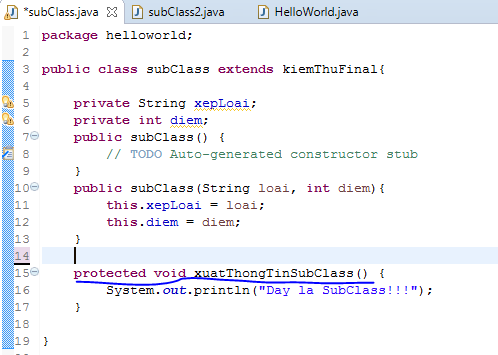 *subClass.java subClass2.java HelloWorld.java
1 package helloworld;
2
3 public class subClass extends kiemThuFinal{
4
5 private String xepLoai;
6 private int diem;
7 public subClass() {
8 // TODO Auto-generated constructor stub
9 }
10 public subClass(String loai, int diem){
11 this.xepLoai = loai;
12 this.diem = diem;
13 }
14
15 protected void xuatThongTinSubClass() {
16 System.out.println("Day la SubClass!!!");
17 }
18
19 }